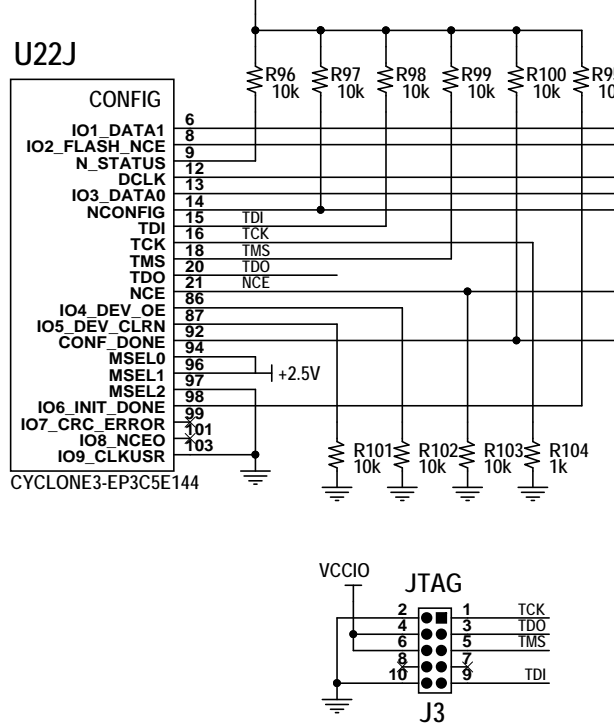 U22J
CONFIG
R96 10k
R97 10k
R98 10k
R99 10k
R100 10k
IO1_DATA1 6
IO2_FLASH_NCE 8
N_STATUS 9
DCLK 12
IO3_DATA0 13
NCONFIG 14
TDI 15 TDI
TCK 16 TCK
TMS 18 TMS
TDO 20 TDO
NCE 21 NCE
IO4_DEV_OE 86
IO5_DEV_CLRN 87
CONF_DONE 92
MSEL0 94
MSEL1 96 +2.5V
MSEL2 97
IO6_INIT_DONE 98
IO7_CRC_ERROR 99
IO8_NCEO 101
IO9_CLKUSR 103
CYCLONE3-EP3C5E144
R101 10k
R102 10k
R103 10k
R104 1k
VCCIO
JTAG
2 1 TCK
4 3 TDO
6 5 TMS
8 7
10 9 TDI
J3